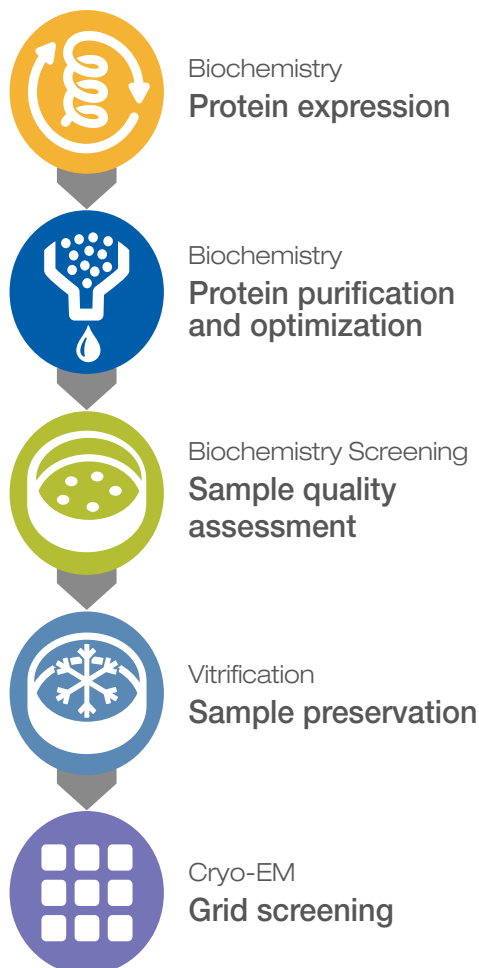 Biochemistry
Protein expression
Biochemistry
Protein purification
and optimization
Biochemistry Screening
Sample quality
assessment
Vitrification
Sample preservation
Cryo-EM
Grid screening